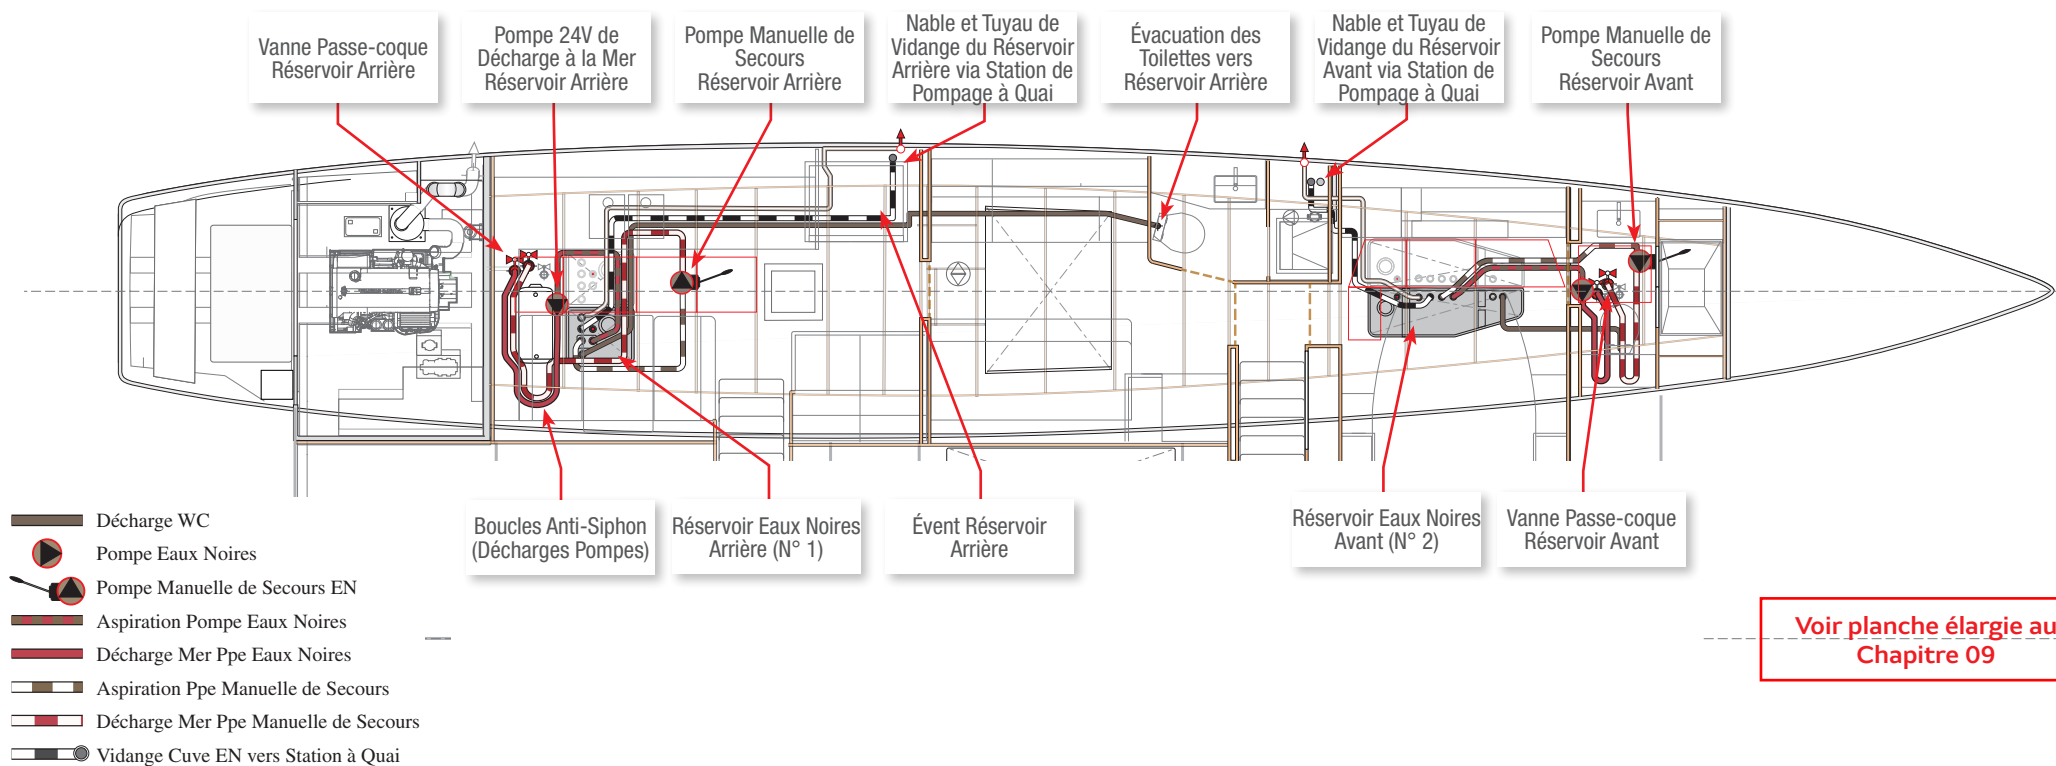 Vanne Passe-coque
Réservoir Arrière
Pompe 24V de
Décharge à la Mer
Réservoir Arrière
Pompe Manuelle de
Secours
Réservoir Arrière
Nable et Tuyau de
Vidange du Réservoir
Arrière via Station de
Pompage à Quai
Évacuation des
Toilettes vers
Réservoir Arrière
Nable et Tuyau de
Vidange du Réservoir
Avant via Station de
Pompage à Quai
Pompe Manuelle de
Secours
Réservoir Avant
Boucles Anti-Siphon
(Décharges Pompes)
Réservoir Eaux Noires
Arrière (N° 1)
Évent Réservoir
Arrière
Réservoir Eaux Noires
Avant (N° 2)
Vanne Passe-coque
Réservoir Avant
Décharge WC
Pompe Eaux Noires
Pompe Manuelle de Secours EN
Aspiration Pompe Eaux Noires
Décharge Mer Ppe Eaux Noires
Aspiration Ppe Manuelle de Secours
Décharge Mer Ppe Manuelle de Secours
Vidange Cuve EN vers Station à Quai
Voir planche élargie au
Chapitre 09